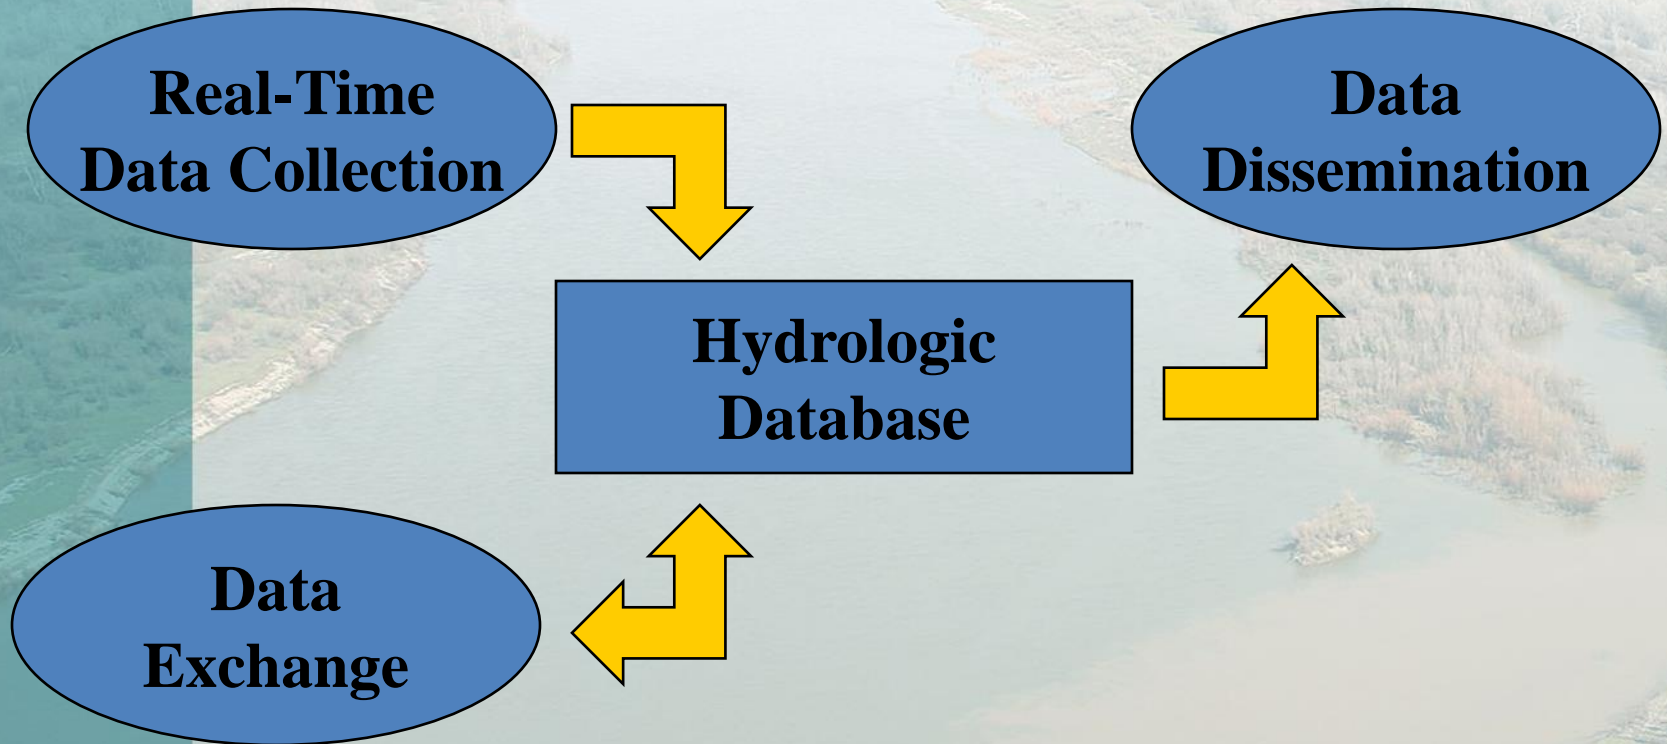 Real-Time
Data Collection
Data
Dissemination
Hydrologic
Database
Data
Exchange